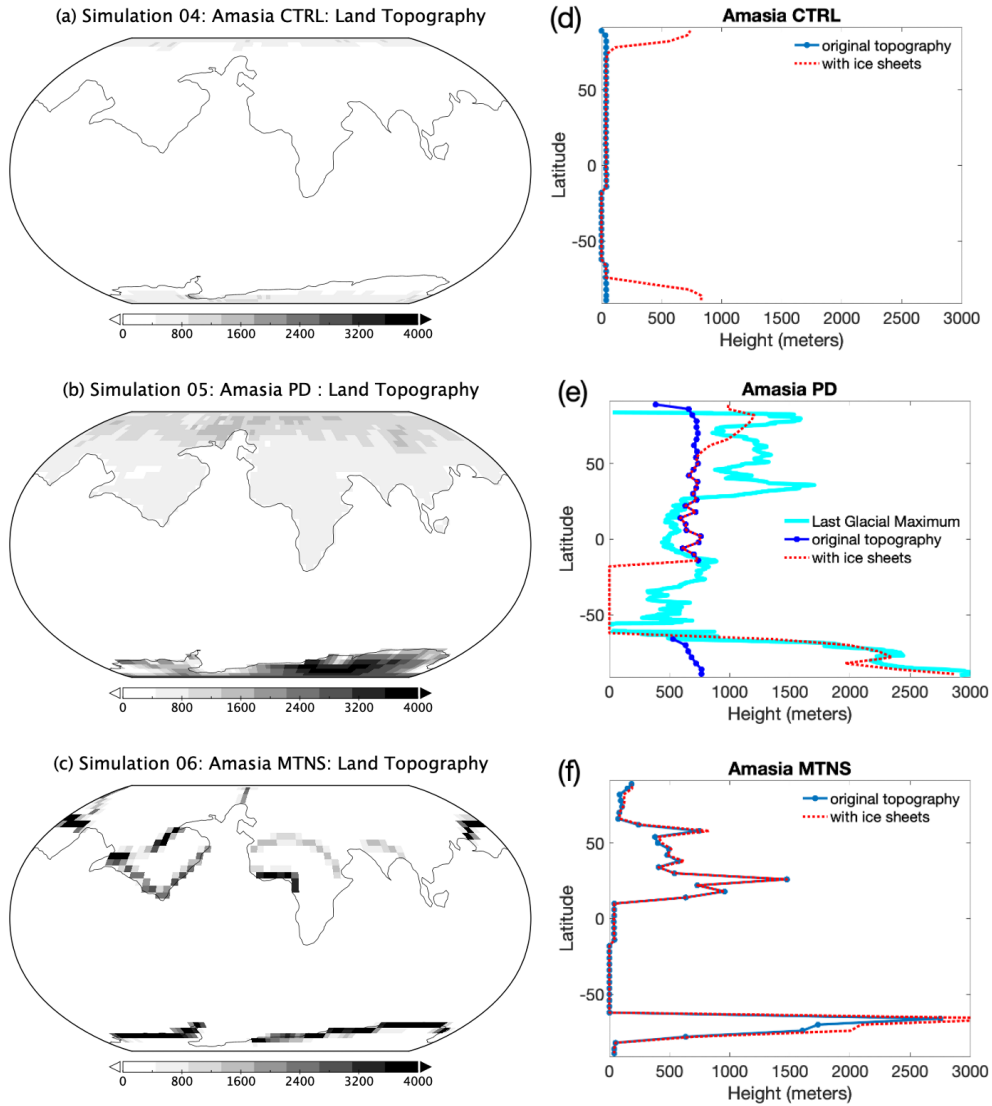 (a) Simulation 04: Amasia CTRL: Land Topography
0 800 1600 2400 3200 4000
(d)
Amasia CTRL
original topography
with ice sheets
50
0
-50
Latitude
0 500 1000 1500 2000 2500 3000
Height (meters)
(b) Simulation 05: Amasia PD : Land Topography
0 800 1600 2400 3200 4000
(e)
Amasia PD
Last Glacial Maximum
original topography
with ice sheets
50
0
-50
Latitude
0 500 1000 1500 2000 2500 3000
Height (meters)
(c) Simulation 06: Amasia MTNS: Land Topography
0 800 1600 2400 3200 4000
(f)
Amasia MTNS
original topography
with ice sheets
50
0
-50
Latitude
0 500 1000 1500 2000 2500 3000
Height (meters)